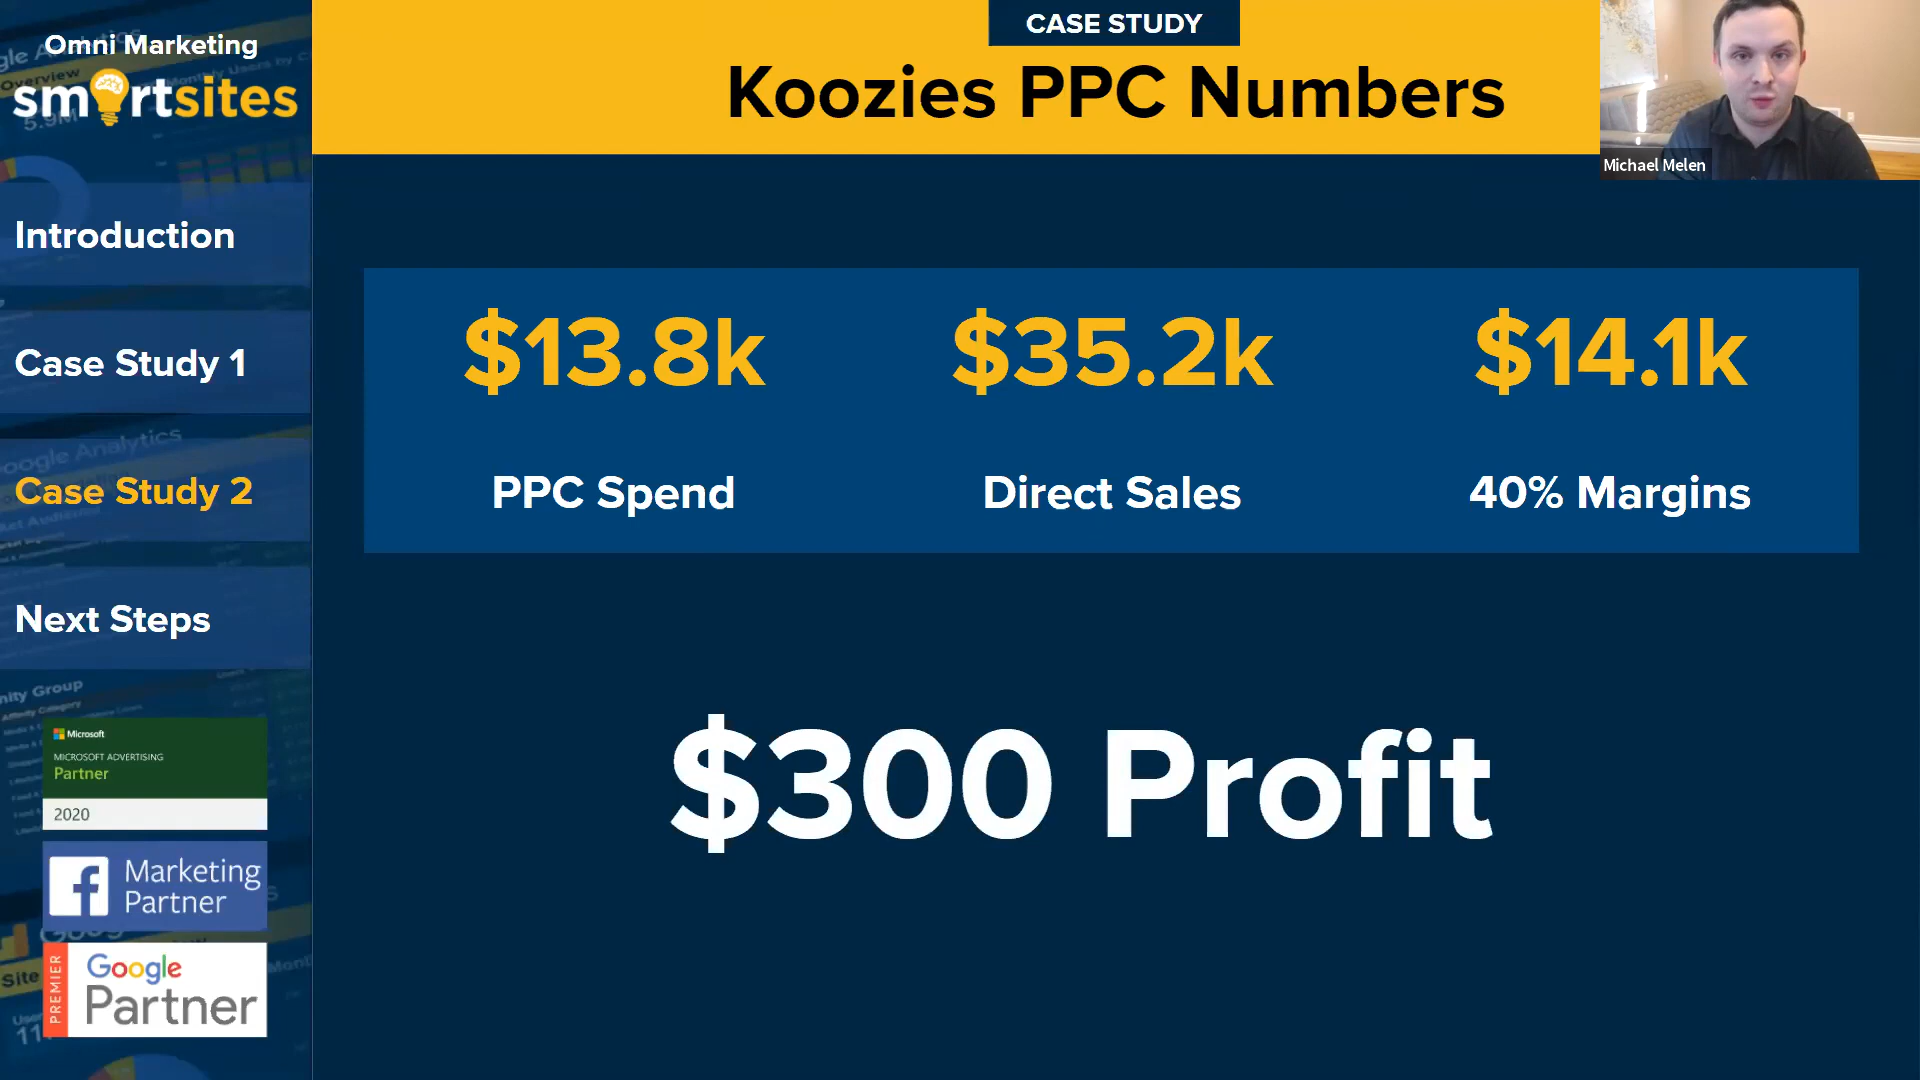 Omni Marketing
smartsites
Introduction
Case Study 1
Case Study 2
Next Steps
Microsoft
MICROSOFT ADVERTISING
Partner
2020
Marketing
Partner
PREMIER
Google
Partner
CASE STUDY
Koozies PPC Numbers
Michael Melen
$13.8k
PPC Spend
$35.2k
Direct Sales
$14.1k
40% Margins
$300 Profit